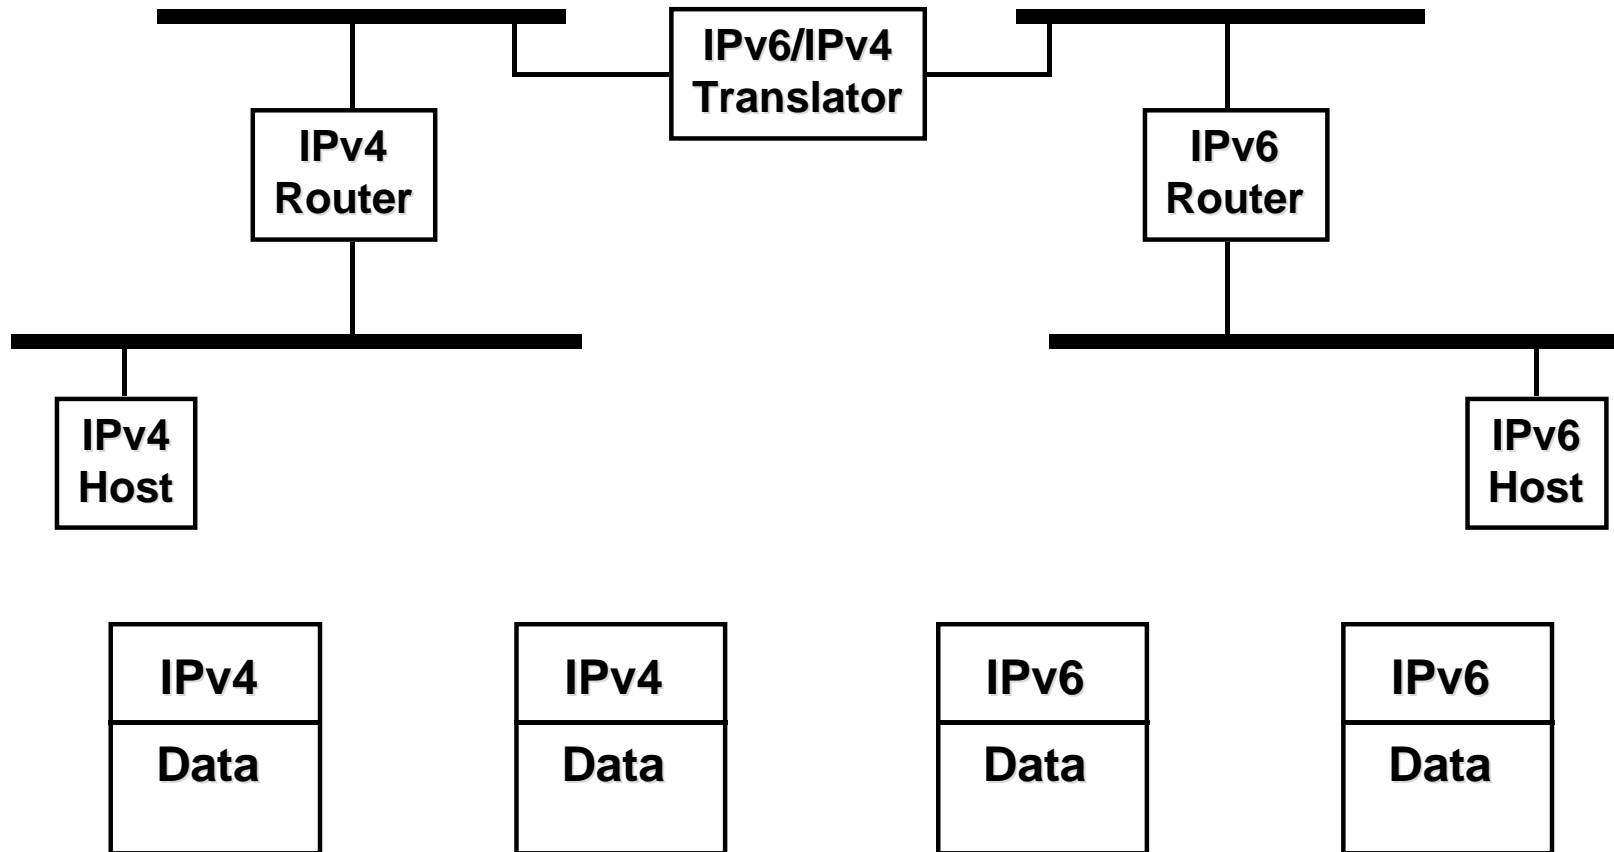 IPv6/IPv4
Translator
IPv4
Router
IPv6
Router
IPv4
Host
IPv6
Host
IPv4
Data
IPv4
Data
IPv6
Data
IPv6
Data